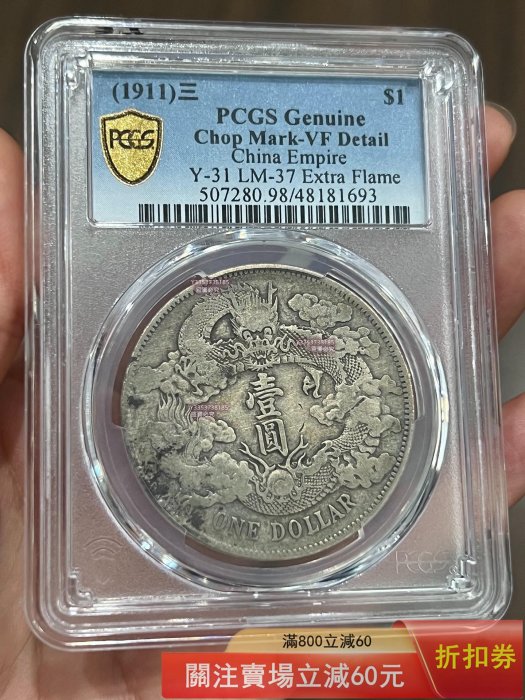 (1911)三 $1
PCGS Genuine
Chop Mark-VF Detail
China Empire
Y-31 LM-37 Extra Flame
507280.98/48181693
PCGS
壹圓
ONE DOLLAR
PCGS
滿800立減60
關注賣場立減60元
折扣券